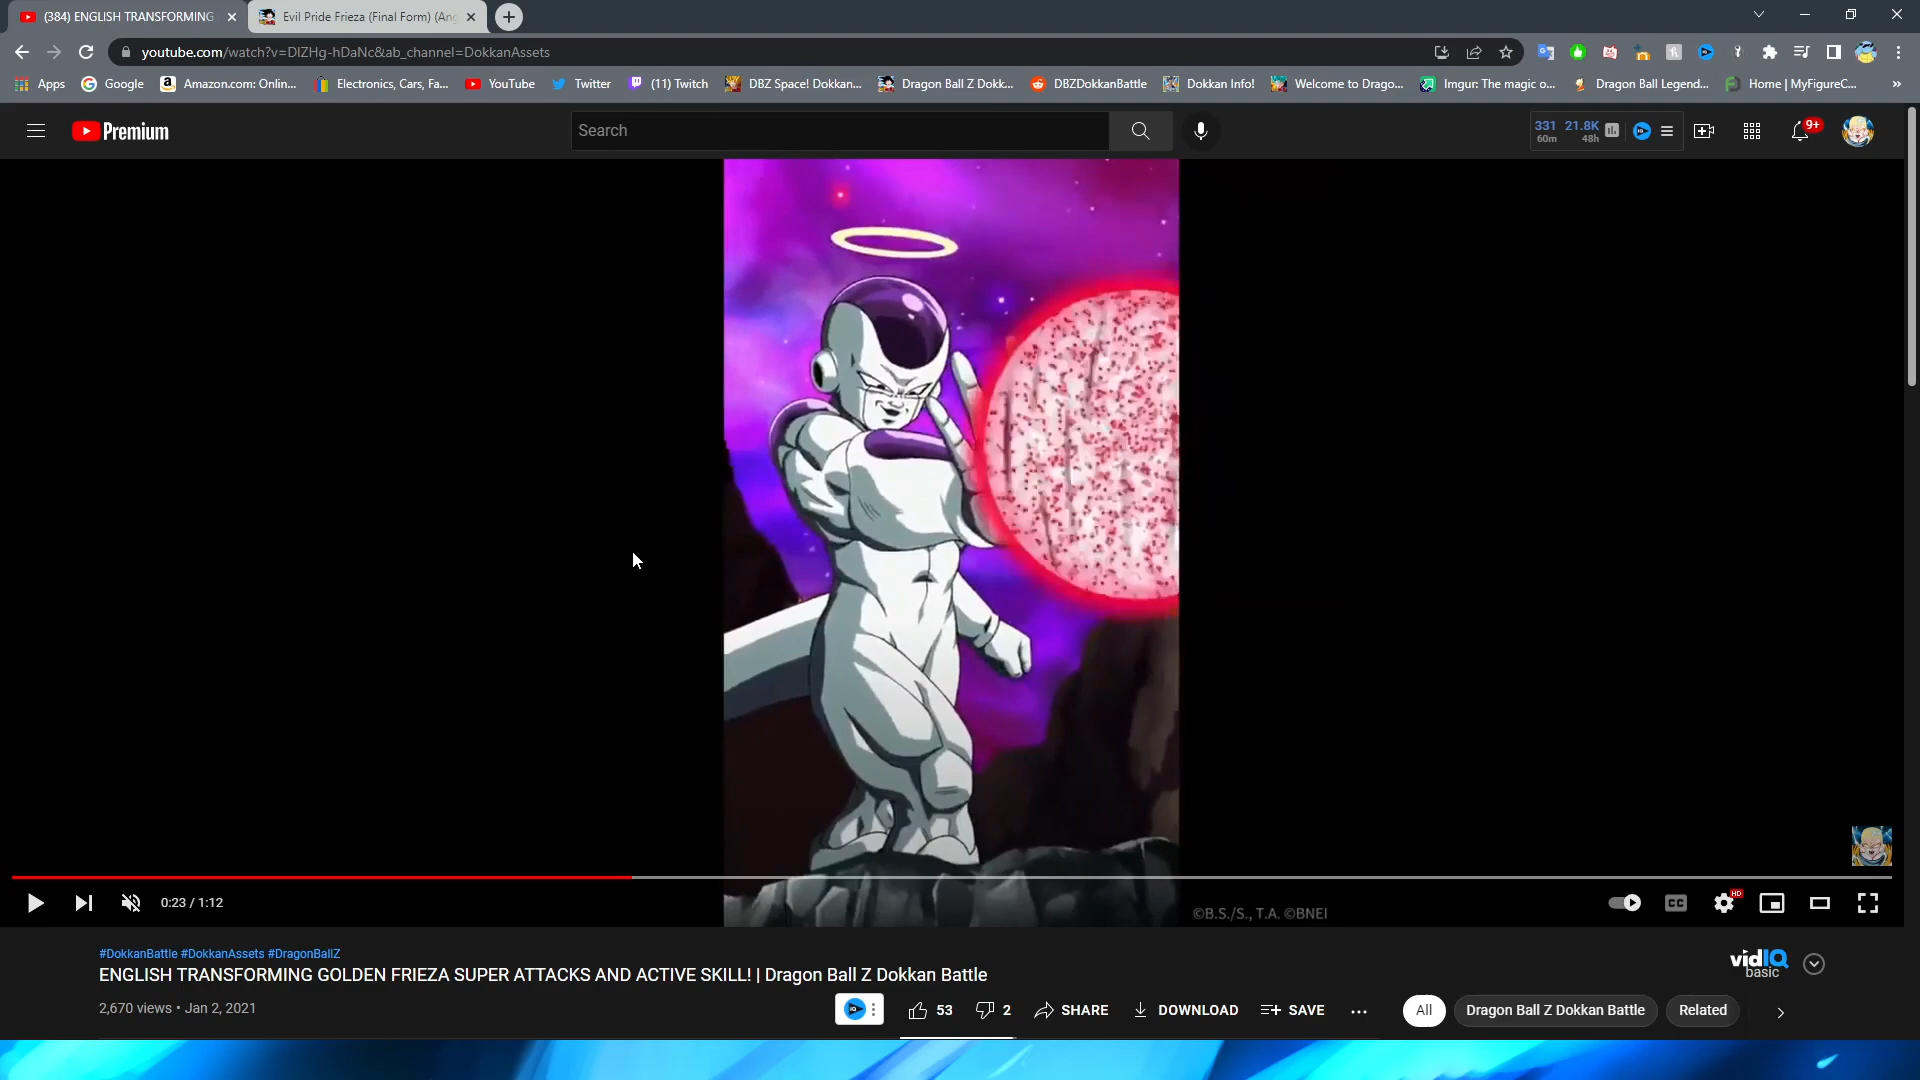 (384) ENGLISH TRANSFORMING
Evil Pride Frieza (Final Form) (Ang
youtube.com/watch?v=DIZHg-hDaNc&ab_channel=DokkanAssets
Apps
Google
Amazon.com: Onlin...
Electronics, Cars, Fa...
YouTube
Twitter
(11) Twitch
DBZ Space! Dokkan...
Dragon Ball Z Dokk...
DBZDokkanBattle
Dokkan Info!
Welcome to Drago...
Imgur: The magic o...
Dragon Ball Legend...
Home | MyFigureC...
»
Premium
Search
331 21.8K
60m 48h
9+
0:23 / 1:12
CC
HD
©B.S./S., T.A. ©BNEI
#DokkanBattle #DokkanAssets #DragonBallZ
ENGLISH TRANSFORMING GOLDEN FRIEZA SUPER ATTACKS AND ACTIVE SKILL! | Dragon Ball Z Dokkan Battle
vidIQ
basic
2,670 views • Jan 2, 2021
53
2
SHARE
DOWNLOAD
SAVE
All
Dragon Ball Z Dokkan Battle
Related